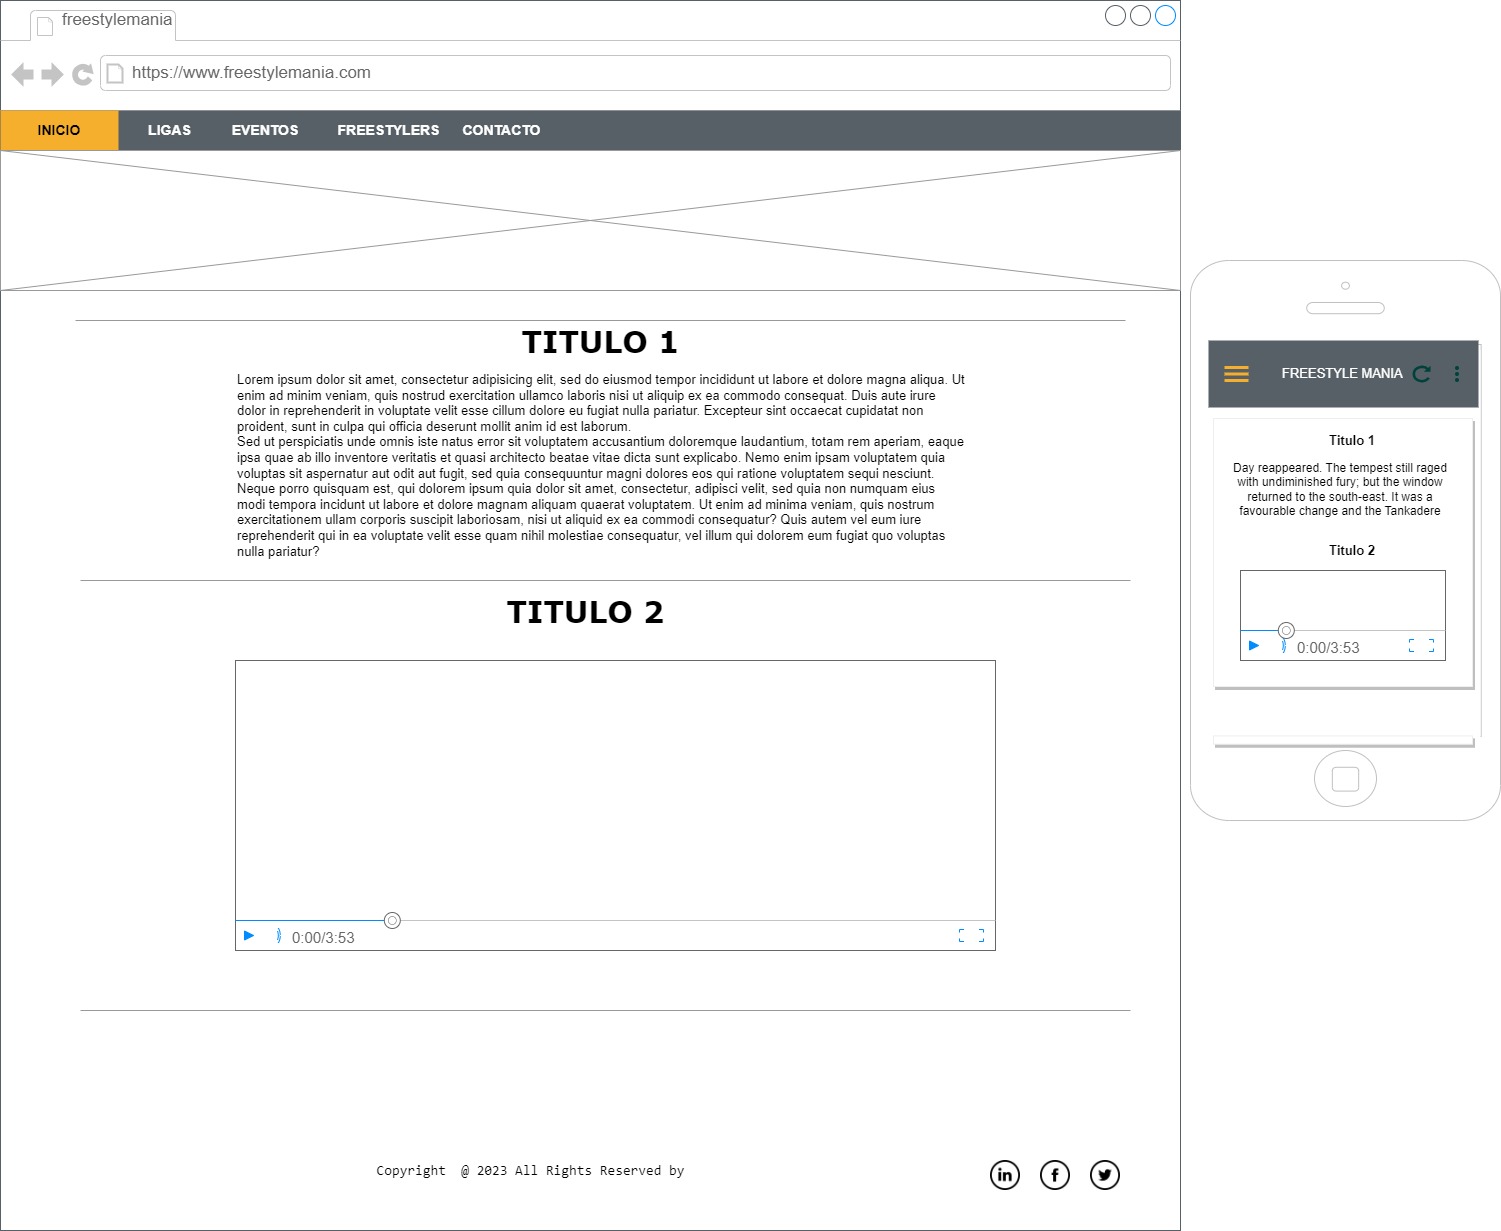 freestylemania
https://www.freestylemania.com
INICIO LIGAS EVENTOS FREESTYLERS CONTACTO
TITULO 1
Lorem ipsum dolor sit amet, consectetur adipisicing elit, sed do eiusmod tempor incididunt ut labore et dolore magna aliqua. Ut
enim ad minim veniam, quis nostrud exercitation ullamco laboris nisi ut aliquip ex ea commodo consequat. Duis aute irure
dolor in reprehenderit in voluptate velit esse cillum dolore eu fugiat nulla pariatur. Excepteur sint occaecat cupidatat non
proident, sunt in culpa qui officia deserunt mollit anim id est laborum.
Sed ut perspiciatis unde omnis iste natus error sit voluptatem accusantium doloremque laudantium, totam rem aperiam, eaque
ipsa quae ab illo inventore veritatis et quasi architecto beatae vitae dicta sunt explicabo. Nemo enim ipsam voluptatem quia
voluptas sit aspernatur aut odit aut fugit, sed quia consequuntur magni dolores eos qui ratione voluptatem sequi nesciunt.
Neque porro quisquam est, qui dolorem ipsum quia dolor sit amet, consectetur, adipisci velit, sed quia non numquam eius
modi tempora incidunt ut labore et dolore magnam aliquam quaerat voluptatem. Ut enim ad minima veniam, quis nostrum
exercitationem ullam corporis suscipit laboriosam, nisi ut aliquid ex ea commodi consequatur? Quis autem vel eum iure
reprehenderit qui in ea voluptate velit esse quam nihil molestiae consequatur, vel illum qui dolorem eum fugiat quo voluptas
nulla pariatur?
TITULO 2
0:00/3:53
Copyright  @ 2023 All Rights Reserved by
in f
FREESTYLE MANIA
Titulo 1
Day reappeared. The tempest still raged
with undiminished fury; but the window
returned to the south-east. It was a
favourable change and the Tankadere
Titulo 2
0:00/3:53